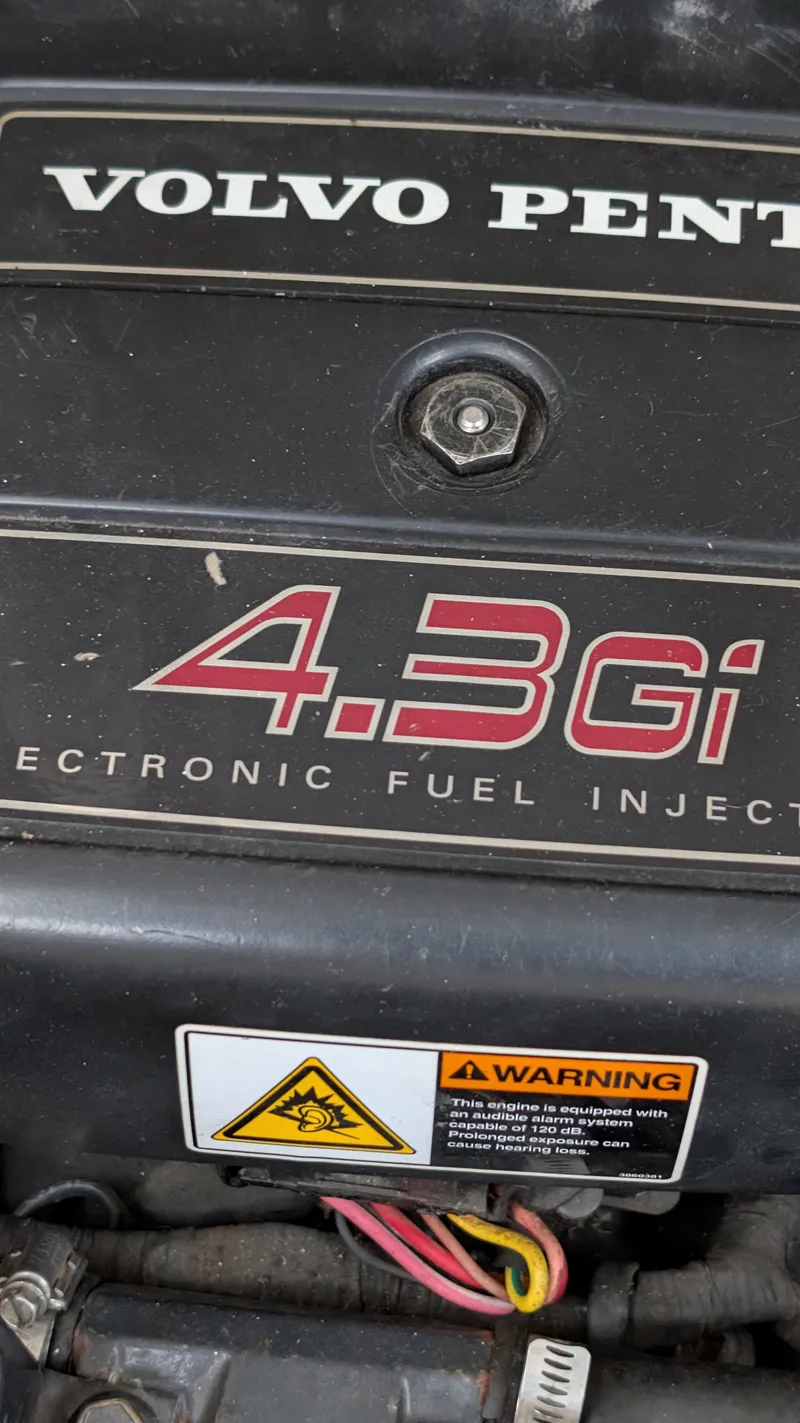 VOLVO PENT
4.3Gi
ECTRONIC FUEL INJECT
WARNING
This engine is equipped with
an audible alarm system
capable of 120 dB.
Prolonged exposure can
cause hearing loss.
3860381